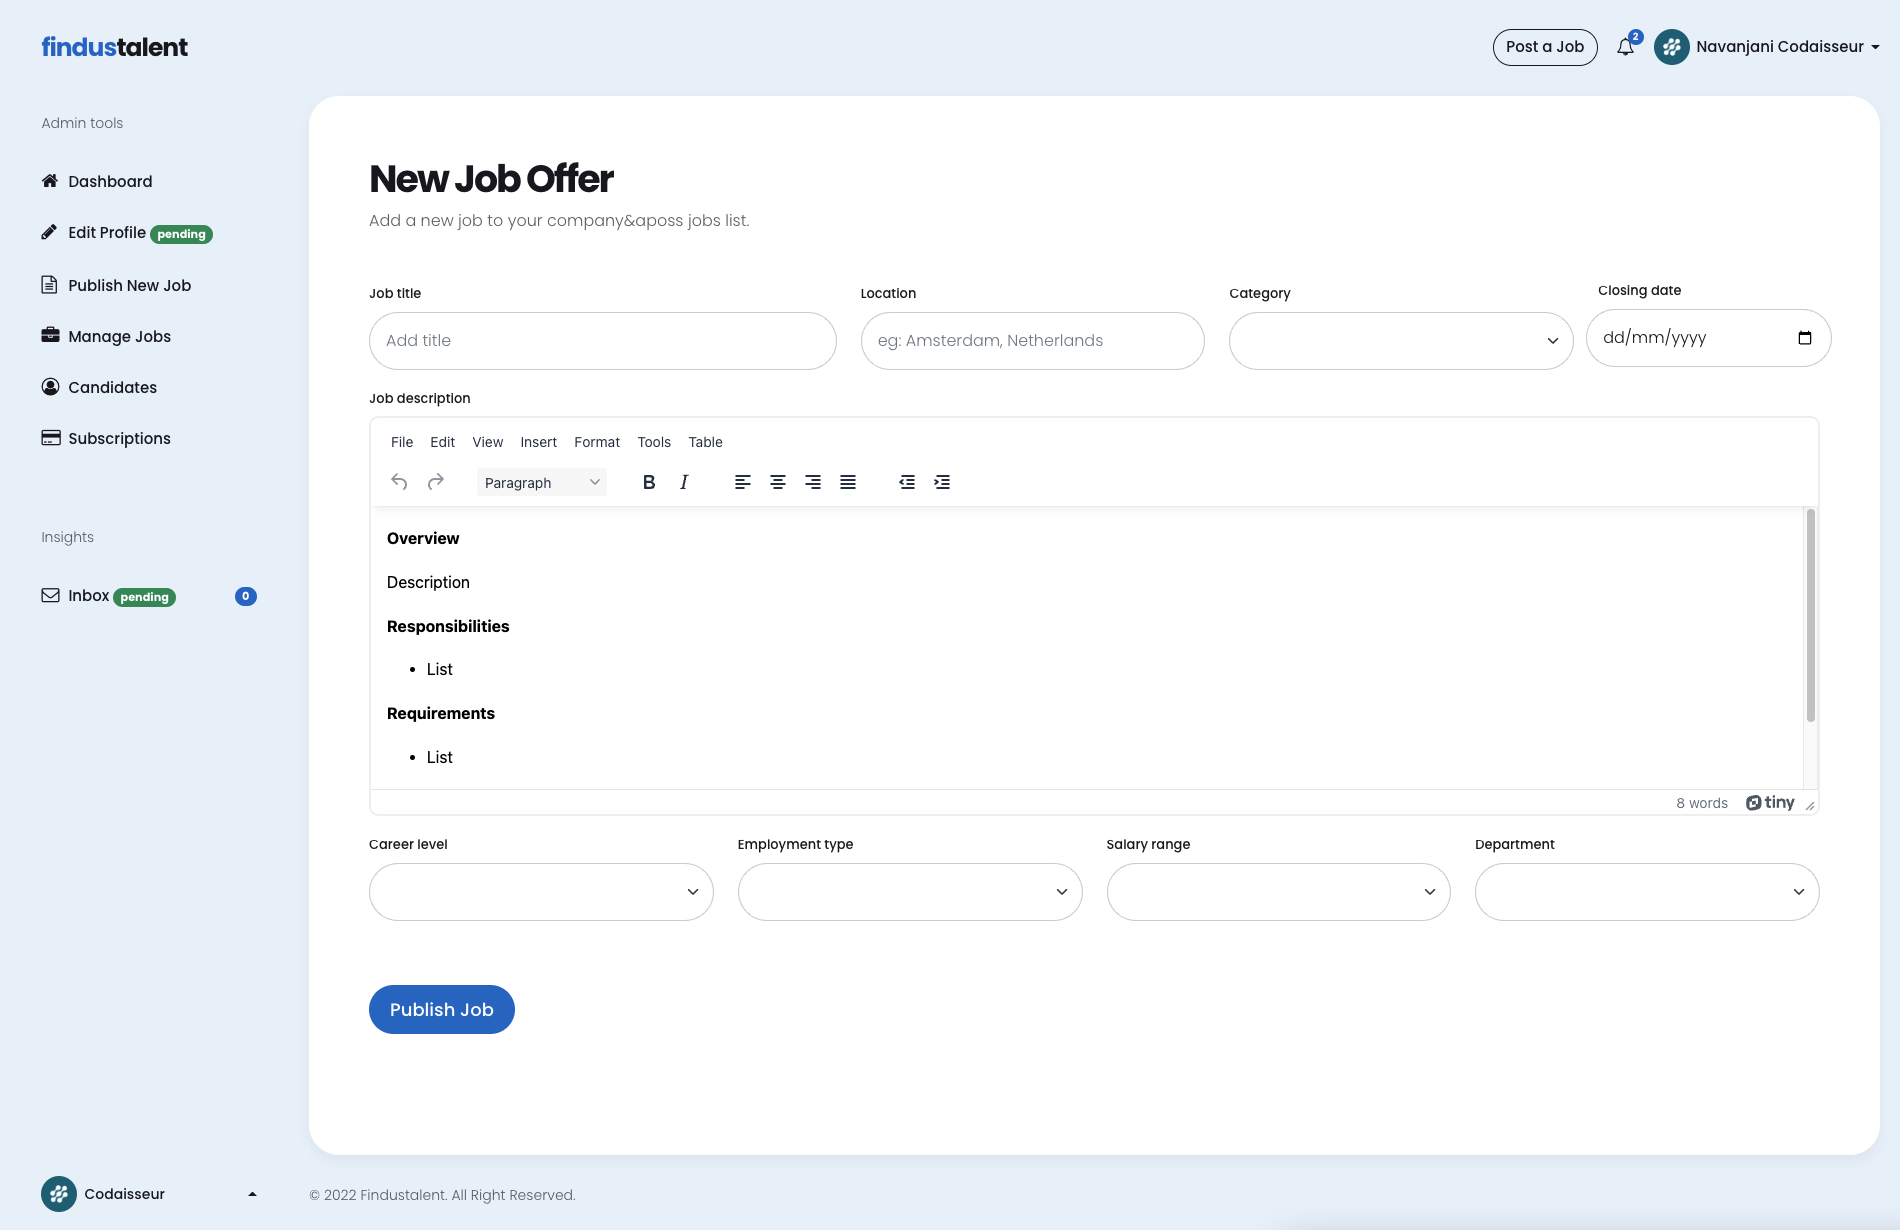 findustalent
Post a Job
2
Navanjani Codaisseur
Admin tools
Dashboard
Edit Profile pending
Publish New Job
Manage Jobs
Candidates
Subscriptions
Insights
Inbox pending 0
New Job Offer
Add a new job to your company&aposs jobs list.
Job title
Location
Category
Closing date
Add title
eg: Amsterdam, Netherlands
dd/mm/yyyy
Job description
File Edit View Insert Format Tools Table
Paragraph B I
Overview
Description
Responsibilities
• List
Requirements
• List
8 words tiny
Career level
Employment type
Salary range
Department
Publish Job
Codaisseur
© 2022 Findustalent. All Right Reserved.